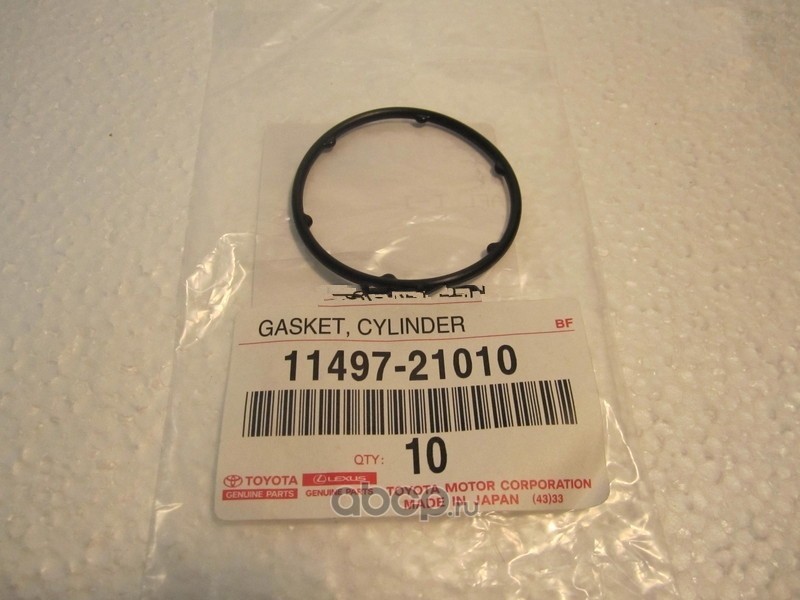 GASKET, CYLINDER BF
11497-21010
QTY: 10
TOYOTA LEXUS TOYOTA MOTOR CORPORATION
GENUINE PARTS GENUINE PARTS MADE IN JAPAN (43)33
abcp.ru